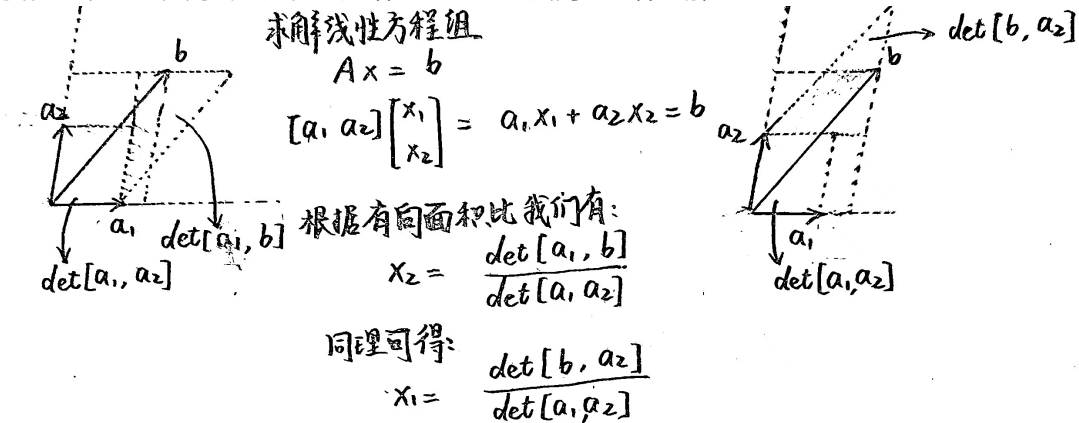 求解线性方程组
Ax = b
[a₁ a₂][x₁ x₂] = a₁x₁ + a₂x₂ = b
根据有向面积比我们有:
x₂ = det[a₁, b] / det[a₁ a₂]
同理可得:
x₁ = det[b, a₂] / det[a₁, a₂]
b
a₂
a₁
det[a₁, b]
det[a₁, a₂]
det[b, a₂]
b
a₂
a₁
det[a₁, a₂]